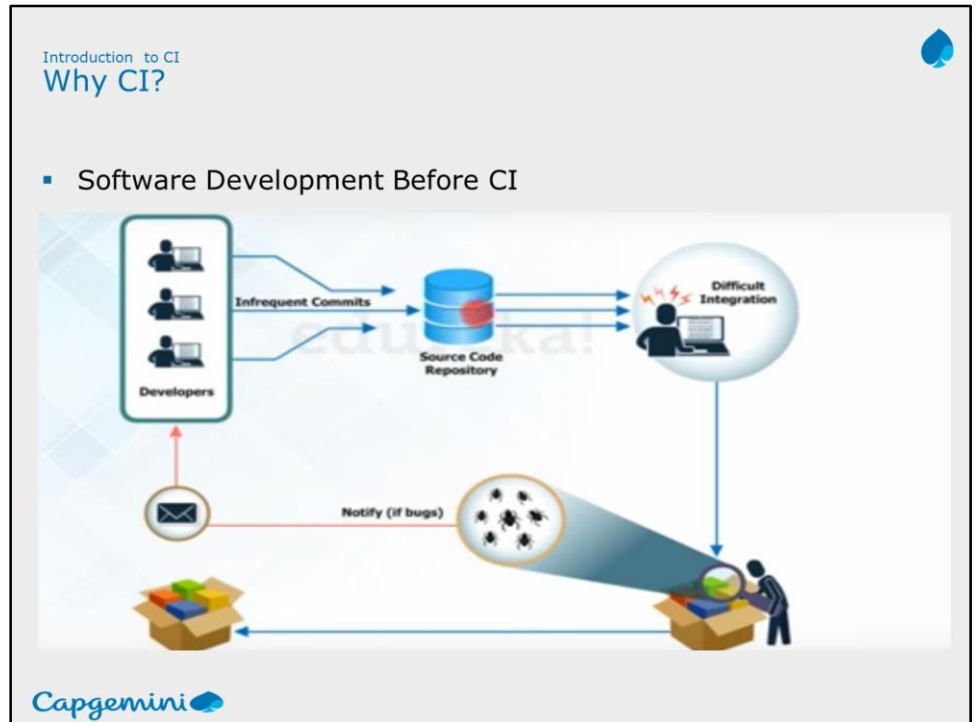 Introduction to CI
Why CI?
▪ Software Development Before CI
Infrequent Commits
Difficult
Integration
edureka!
Source Code
Repository
Developers
Notify (if bugs)
Capgemini